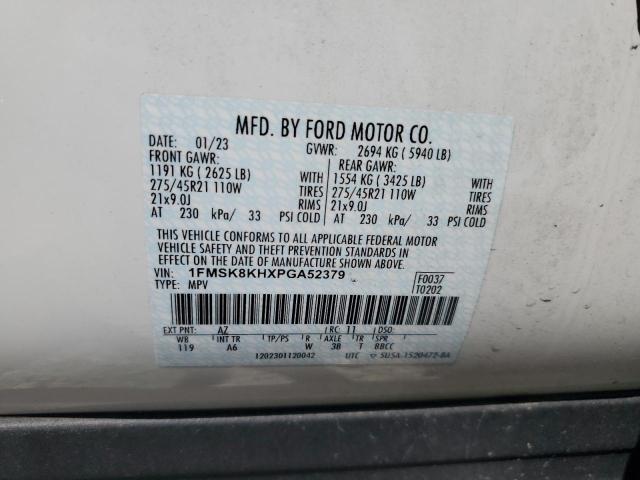 MFD. BY FORD MOTOR CO.
DATE: 01/23 GVWR: 2694 KG ( 5940 LB)
FRONT GAWR: REAR GAWR:
1191 KG ( 2625 LB) WITH 1554 KG ( 3425 LB) WITH
275/45R21 110W TIRES 275/45R21 110W TIRES
21x9.0J RIMS 21x9.0J RIMS
AT 230 kPa/ 33 PSI COLD AT 230 kPa/ 33 PSI COLD
THIS VEHICLE CONFORMS TO ALL APPLICABLE FEDERAL MOTOR
VEHICLE SAFETY AND THEFT PREVENTION STANDARDS IN
EFFECT ON THE DATE OF MANUFACTURE SHOWN ABOVE.
VIN: 1FMSK8KHXPGA52379 F0037
TYPE: MPV T0202
EXT PNT: AZ RC: 11 DSO:
WB INT TR TP/PS R AXLE TR SPR
119 A6 W 3B T BBCC
1202301120042 UTC 5USA-1520472-BA